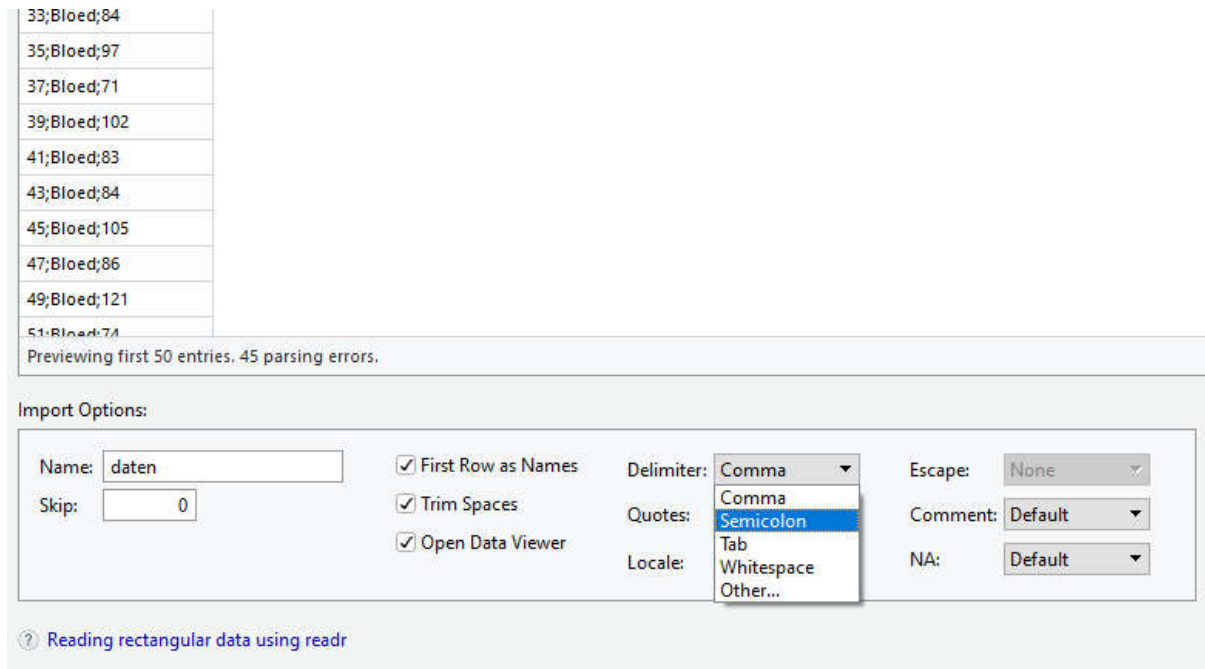 33;Bloed;84
35;Bloed;97
37;Bloed;71
39;Bloed;102
41;Bloed;83
43;Bloed;84
45;Bloed;105
47;Bloed;86
49;Bloed;121
51;Bloed;74
Previewing first 50 entries. 45 parsing errors.
Import Options:
Name: daten
Skip: 0
First Row as Names
Trim Spaces
Open Data Viewer
Delimiter: Comma
Comma
Semicolon
Tab
Whitespace
Other...
Quotes:
Locale:
Escape: None
Comment: Default
NA: Default
? Reading rectangular data using readr